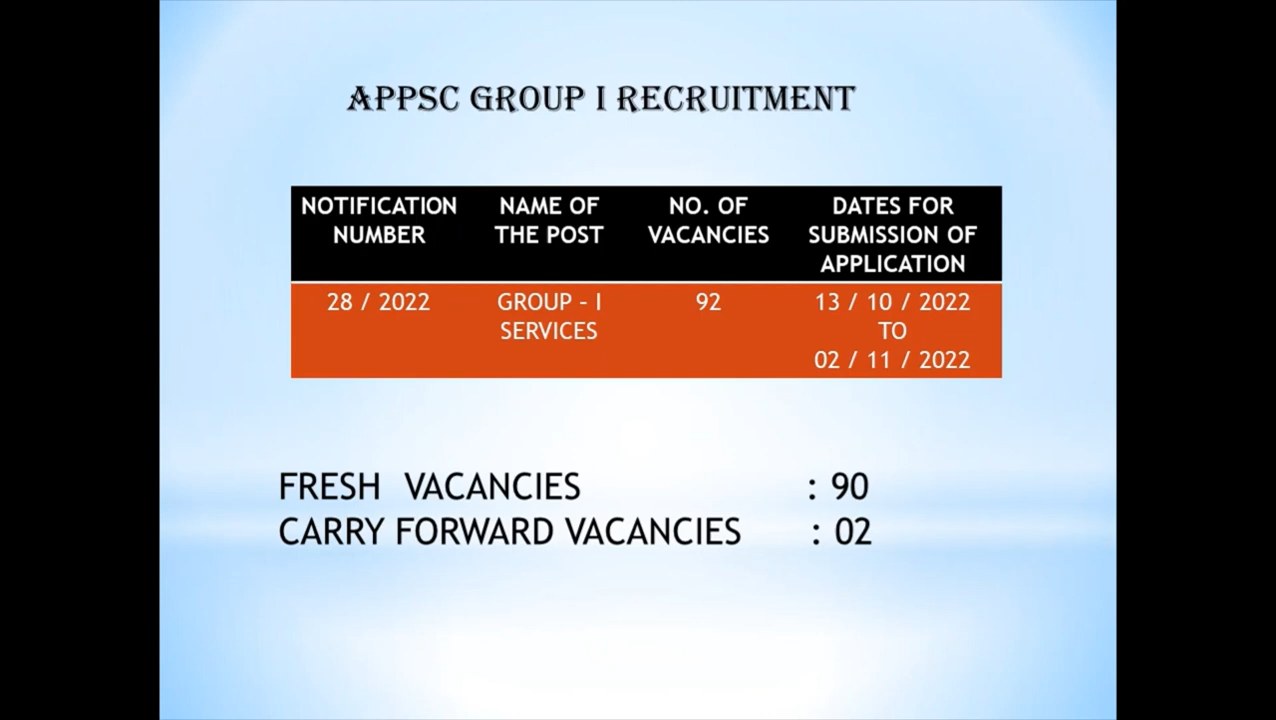 APPSC GROUP I RECRUITMENT
NOTIFICATION NUMBER
NAME OF THE POST
NO. OF VACANCIES
DATES FOR SUBMISSION OF APPLICATION
28 / 2022
GROUP - I SERVICES
92
13 / 10 / 2022
TO
02 / 11 / 2022
FRESH VACANCIES : 90
CARRY FORWARD VACANCIES : 02